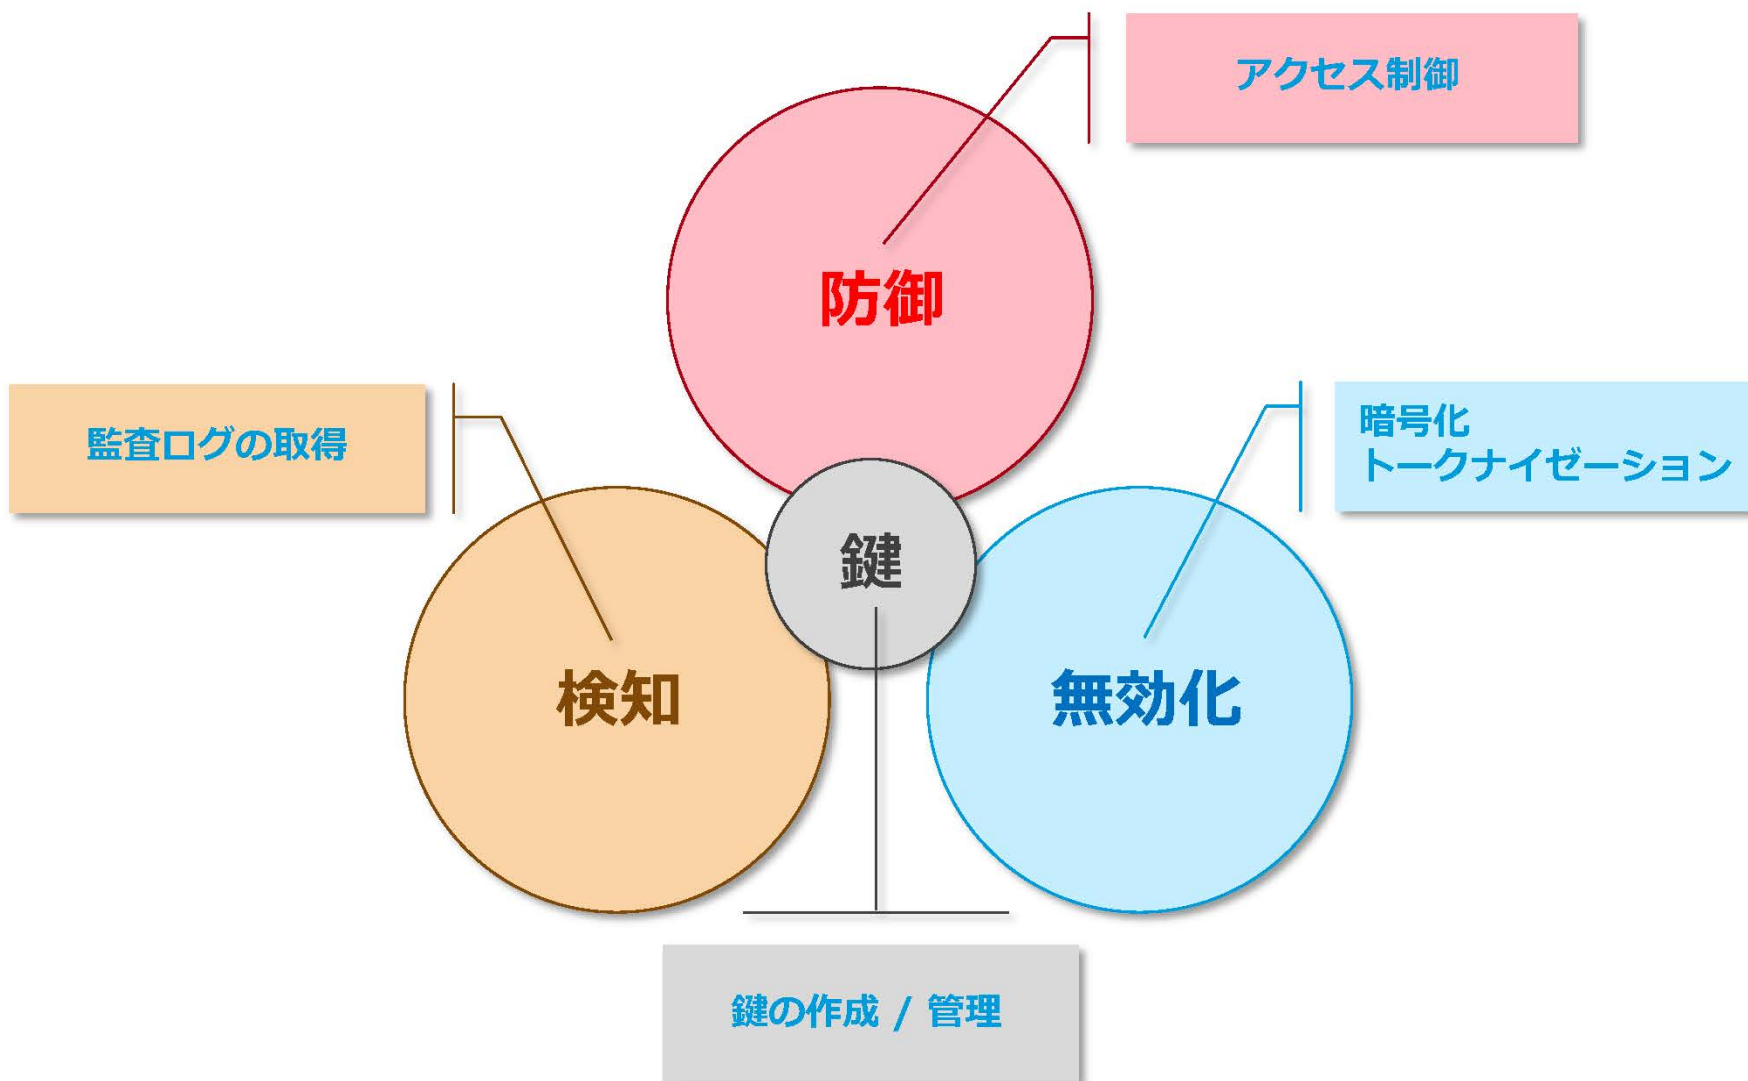 アクセス制御
防御
監査ログの取得
暗号化
トークナイゼーション
鍵
検知
無効化
鍵の作成 / 管理